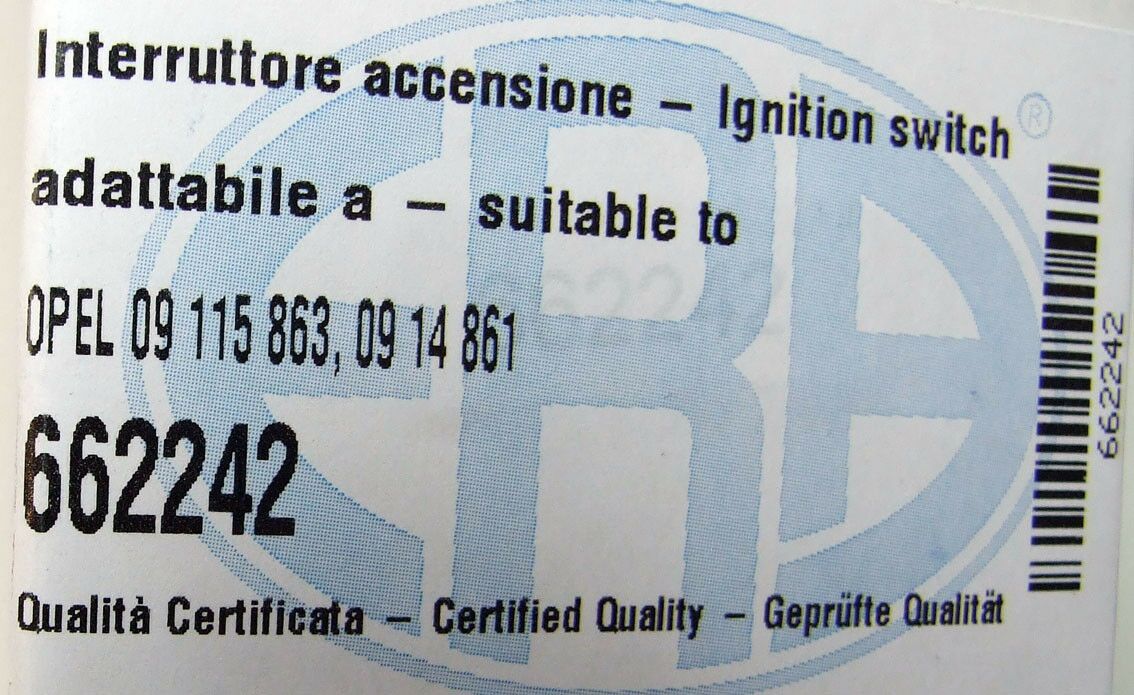 Interruttore accensione – Ignition switch
adattabile a – suitable to
OPEL 09 115 863, 09 14 861
662242
Qualità Certificata – Certified Quality – Geprüfte Qualität
ERA
®
662242